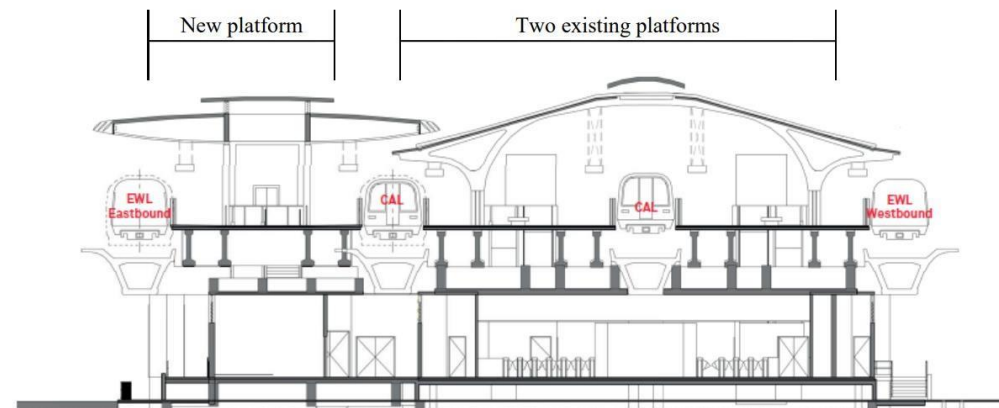 New platform
Two existing platforms
EWL
Eastbound
CAL
CAL
EWL
Westbound